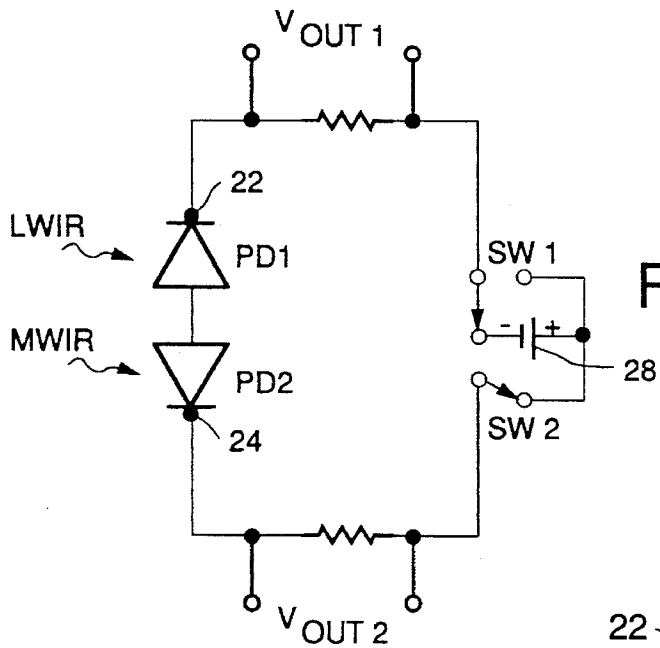 V OUT 1
22
LWIR
PD1
SW 1
F
MWIR
- +
PD2
28
24
SW 2
V OUT 2
22